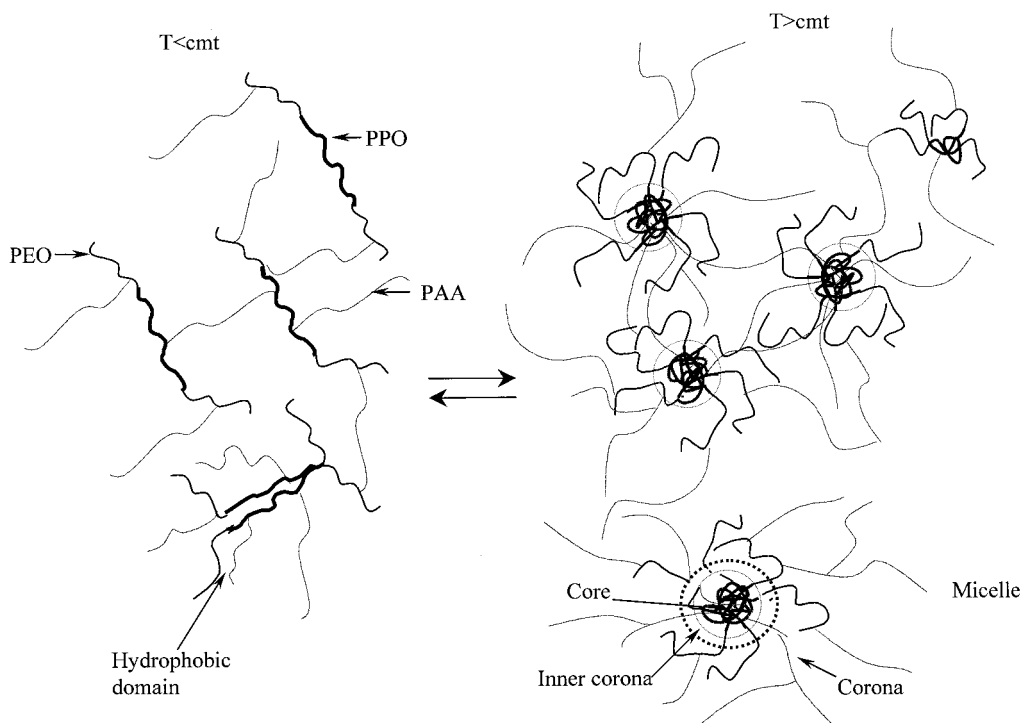 T<cmt
T>cmt
PPO
PEO
PAA
Hydrophobic
domain
Core
Micelle
Inner corona
Corona